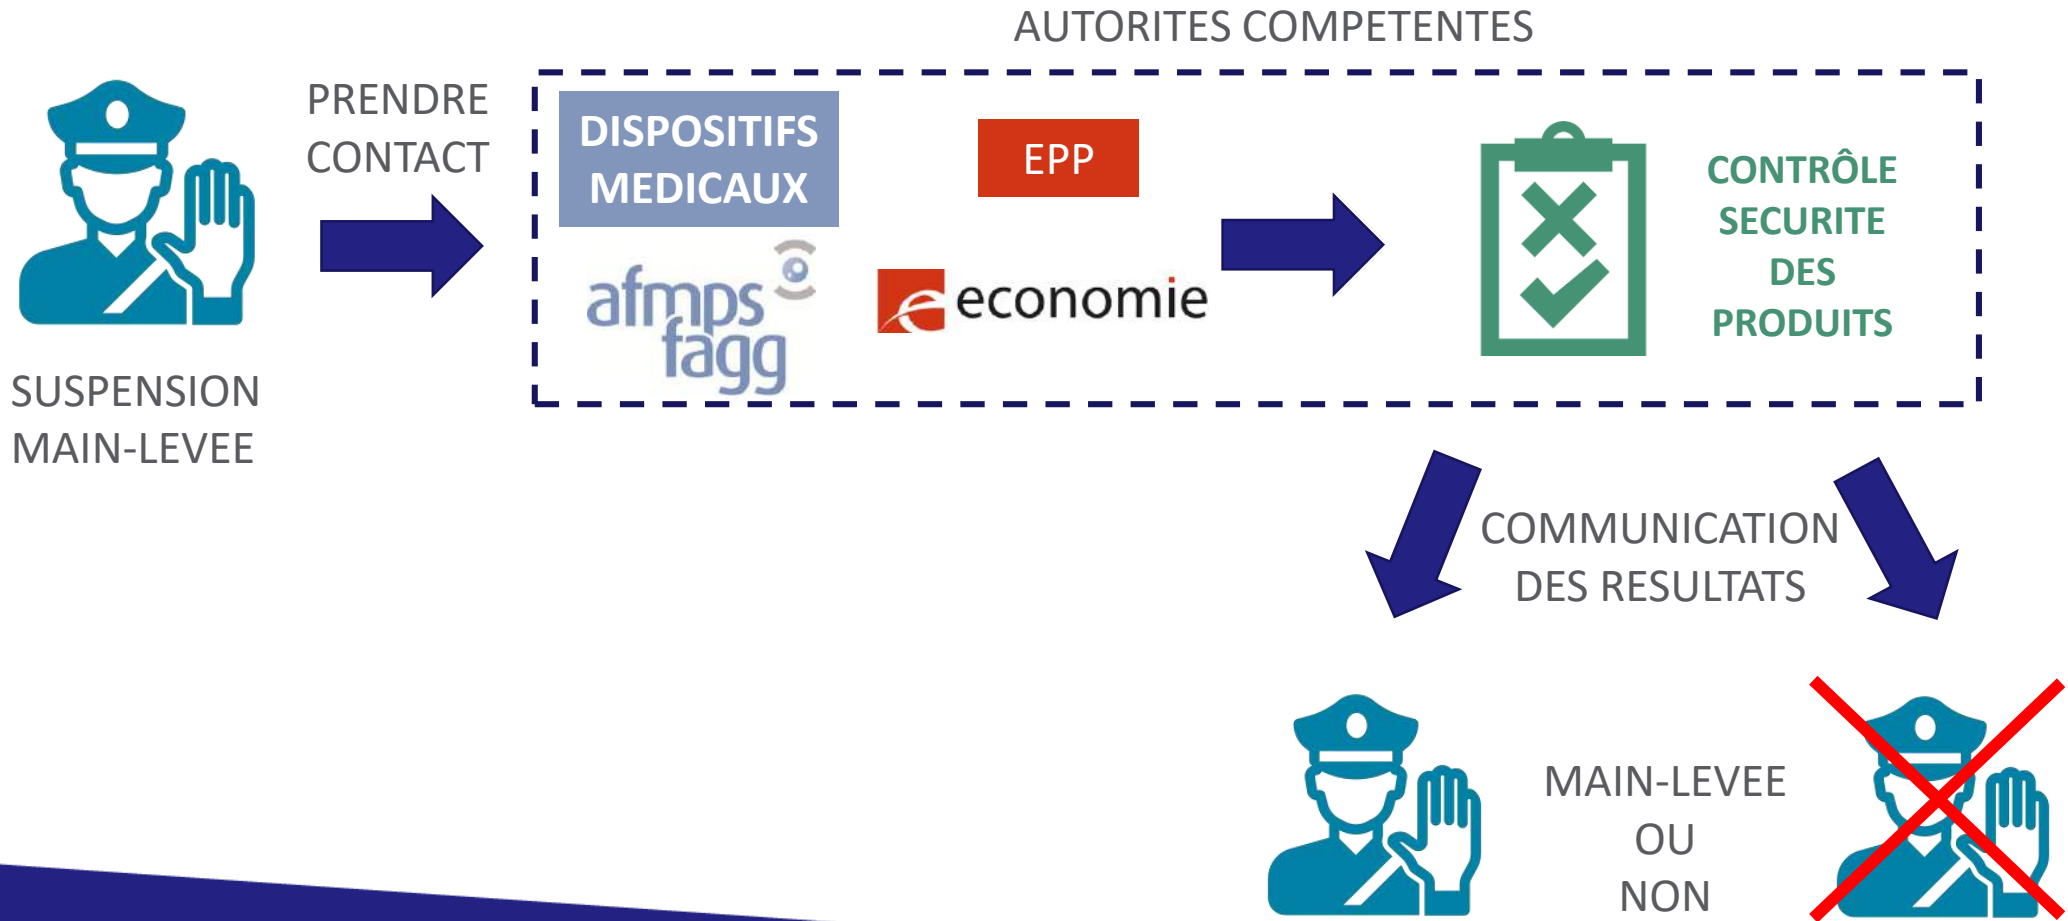 AUTORITES COMPETENTES
PRENDRE
CONTACT
DISPOSITIFS
MEDICAUX
EPP
afmps
fagg
economie
CONTRÔLE
SECURITE
DES
PRODUITS
SUSPENSION
MAIN-LEVEE
COMMUNICATION
DES RESULTATS
MAIN-LEVEE
OU
NON